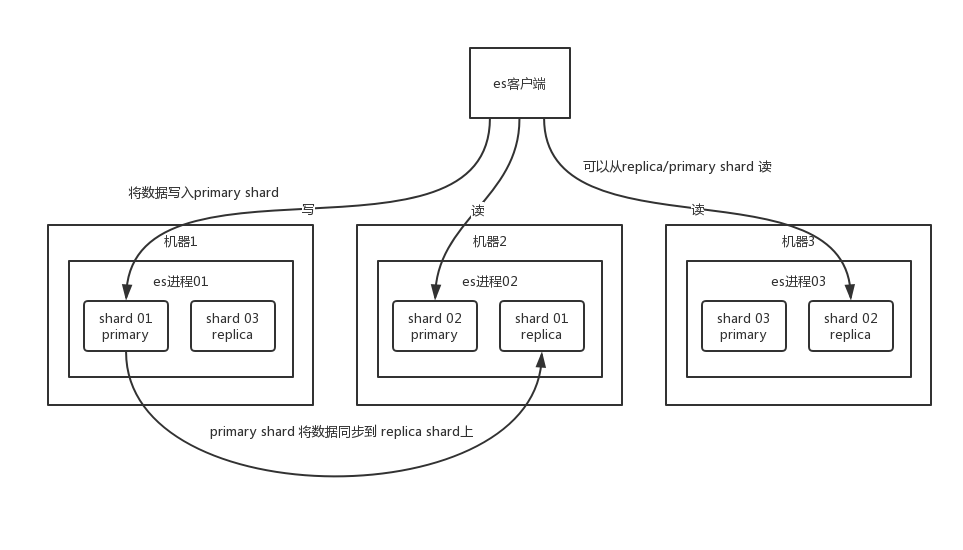 es客户端
可以从replica/primary shard 读
将数据写入primary shard
写
读
读
机器1
机器2
机器3
es进程01
es进程02
es进程03
shard 01
primary
shard 03
replica
shard 02
primary
shard 01
replica
shard 03
primary
shard 02
replica
primary shard 将数据同步到 replica shard上